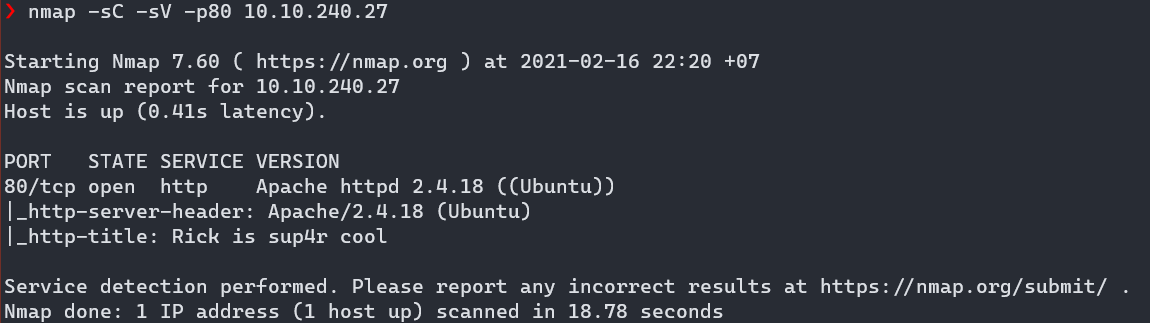 ❯ nmap -sC -sV -p80 10.10.240.27
Starting Nmap 7.60 ( https://nmap.org ) at 2021-02-16 22:20 +07
Nmap scan report for 10.10.240.27
Host is up (0.41s latency).
PORT   STATE SERVICE VERSION
80/tcp open  http    Apache httpd 2.4.18 ((Ubuntu))
|_http-server-header: Apache/2.4.18 (Ubuntu)
|_http-title: Rick is sup4r cool
Service detection performed. Please report any incorrect results at https://nmap.org/submit/ .
Nmap done: 1 IP address (1 host up) scanned in 18.78 seconds